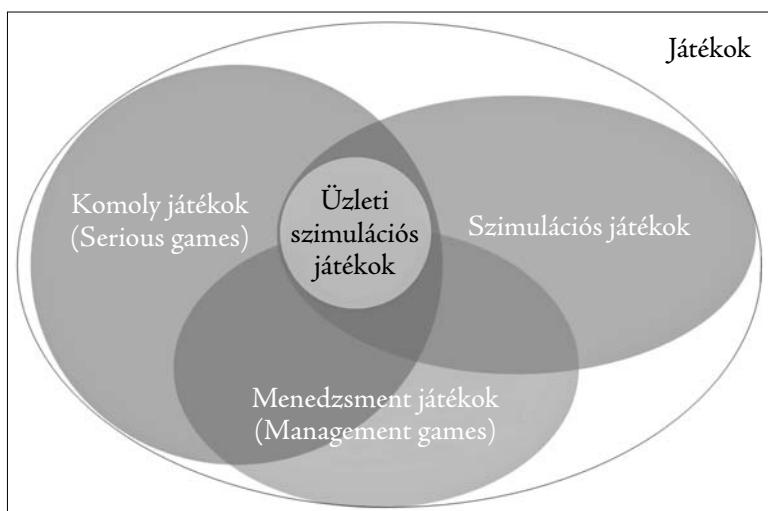 Játékok
Komoly játékok
(Serious games)
Üzleti
szimulációs
játékok
Szimulációs játékok
Menedzsment játékok
(Management games)